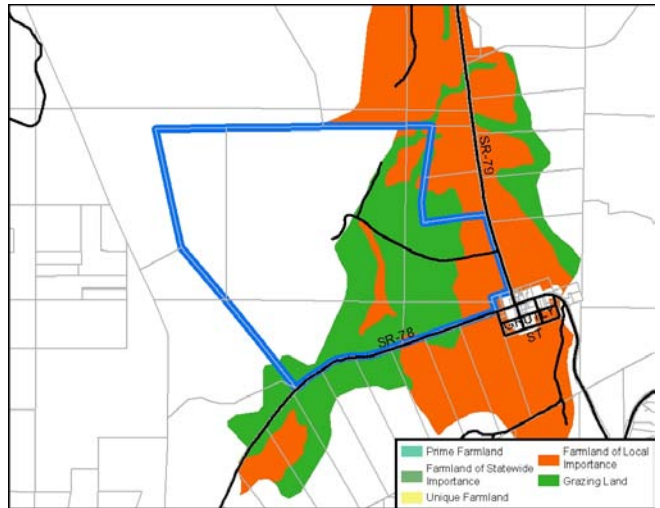 SR-79
SR-78
GRUTLY
ST
Prime Farmland
Farmland of Statewide
Importance
Unique Farmland
Farmland of Local
Importance
Grazing Land